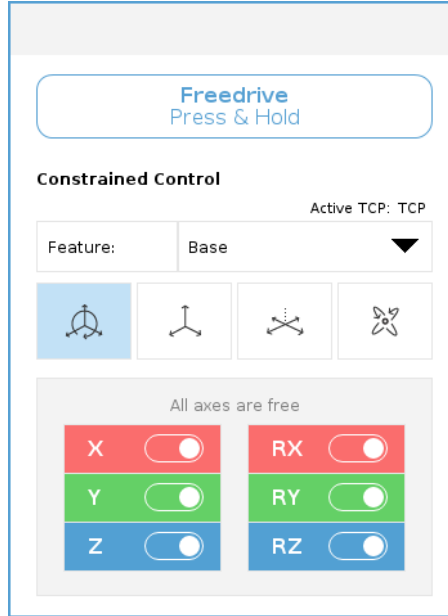 Freedrive
Press & Hold
Constrained Control
Active TCP: TCP
Feature: Base
All axes are free
X RX
Y RY
Z RZ